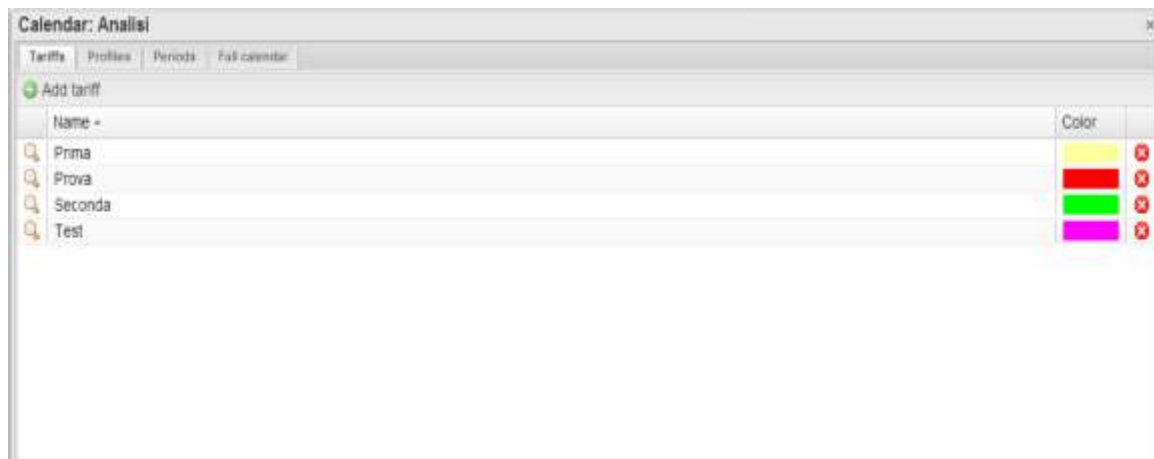 Calendar: Analisi
Tariffs Profiles Periods Full calendar
Add tariff
Name Color
Prima
Prova
Seconda
Test